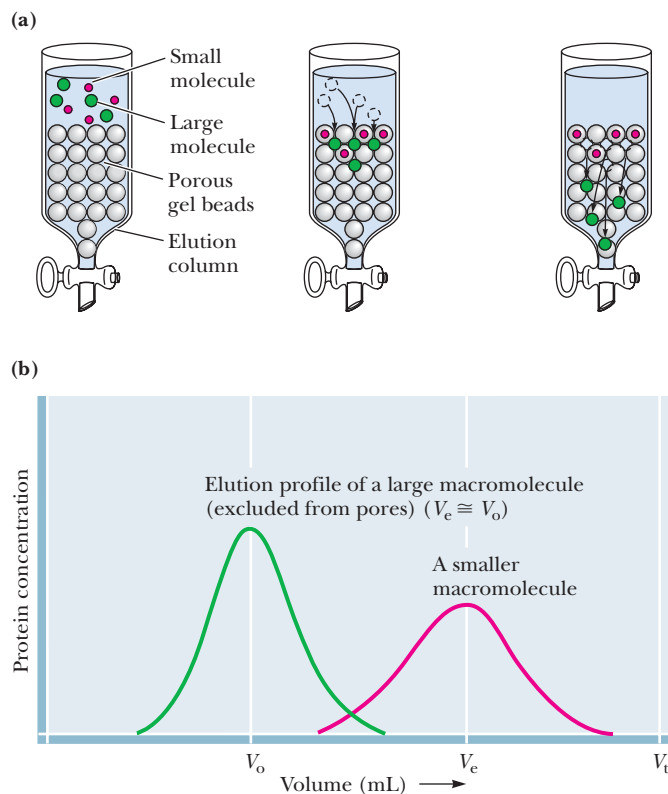 (a)
Small
molecule
Large
molecule
Porous
gel beads
Elution
column
(b)
Protein concentration
Elution profile of a large macromolecule
(excluded from pores) (Ve ≅ Vo)
A smaller
macromolecule
Vo
Ve
Vt
Volume (mL)